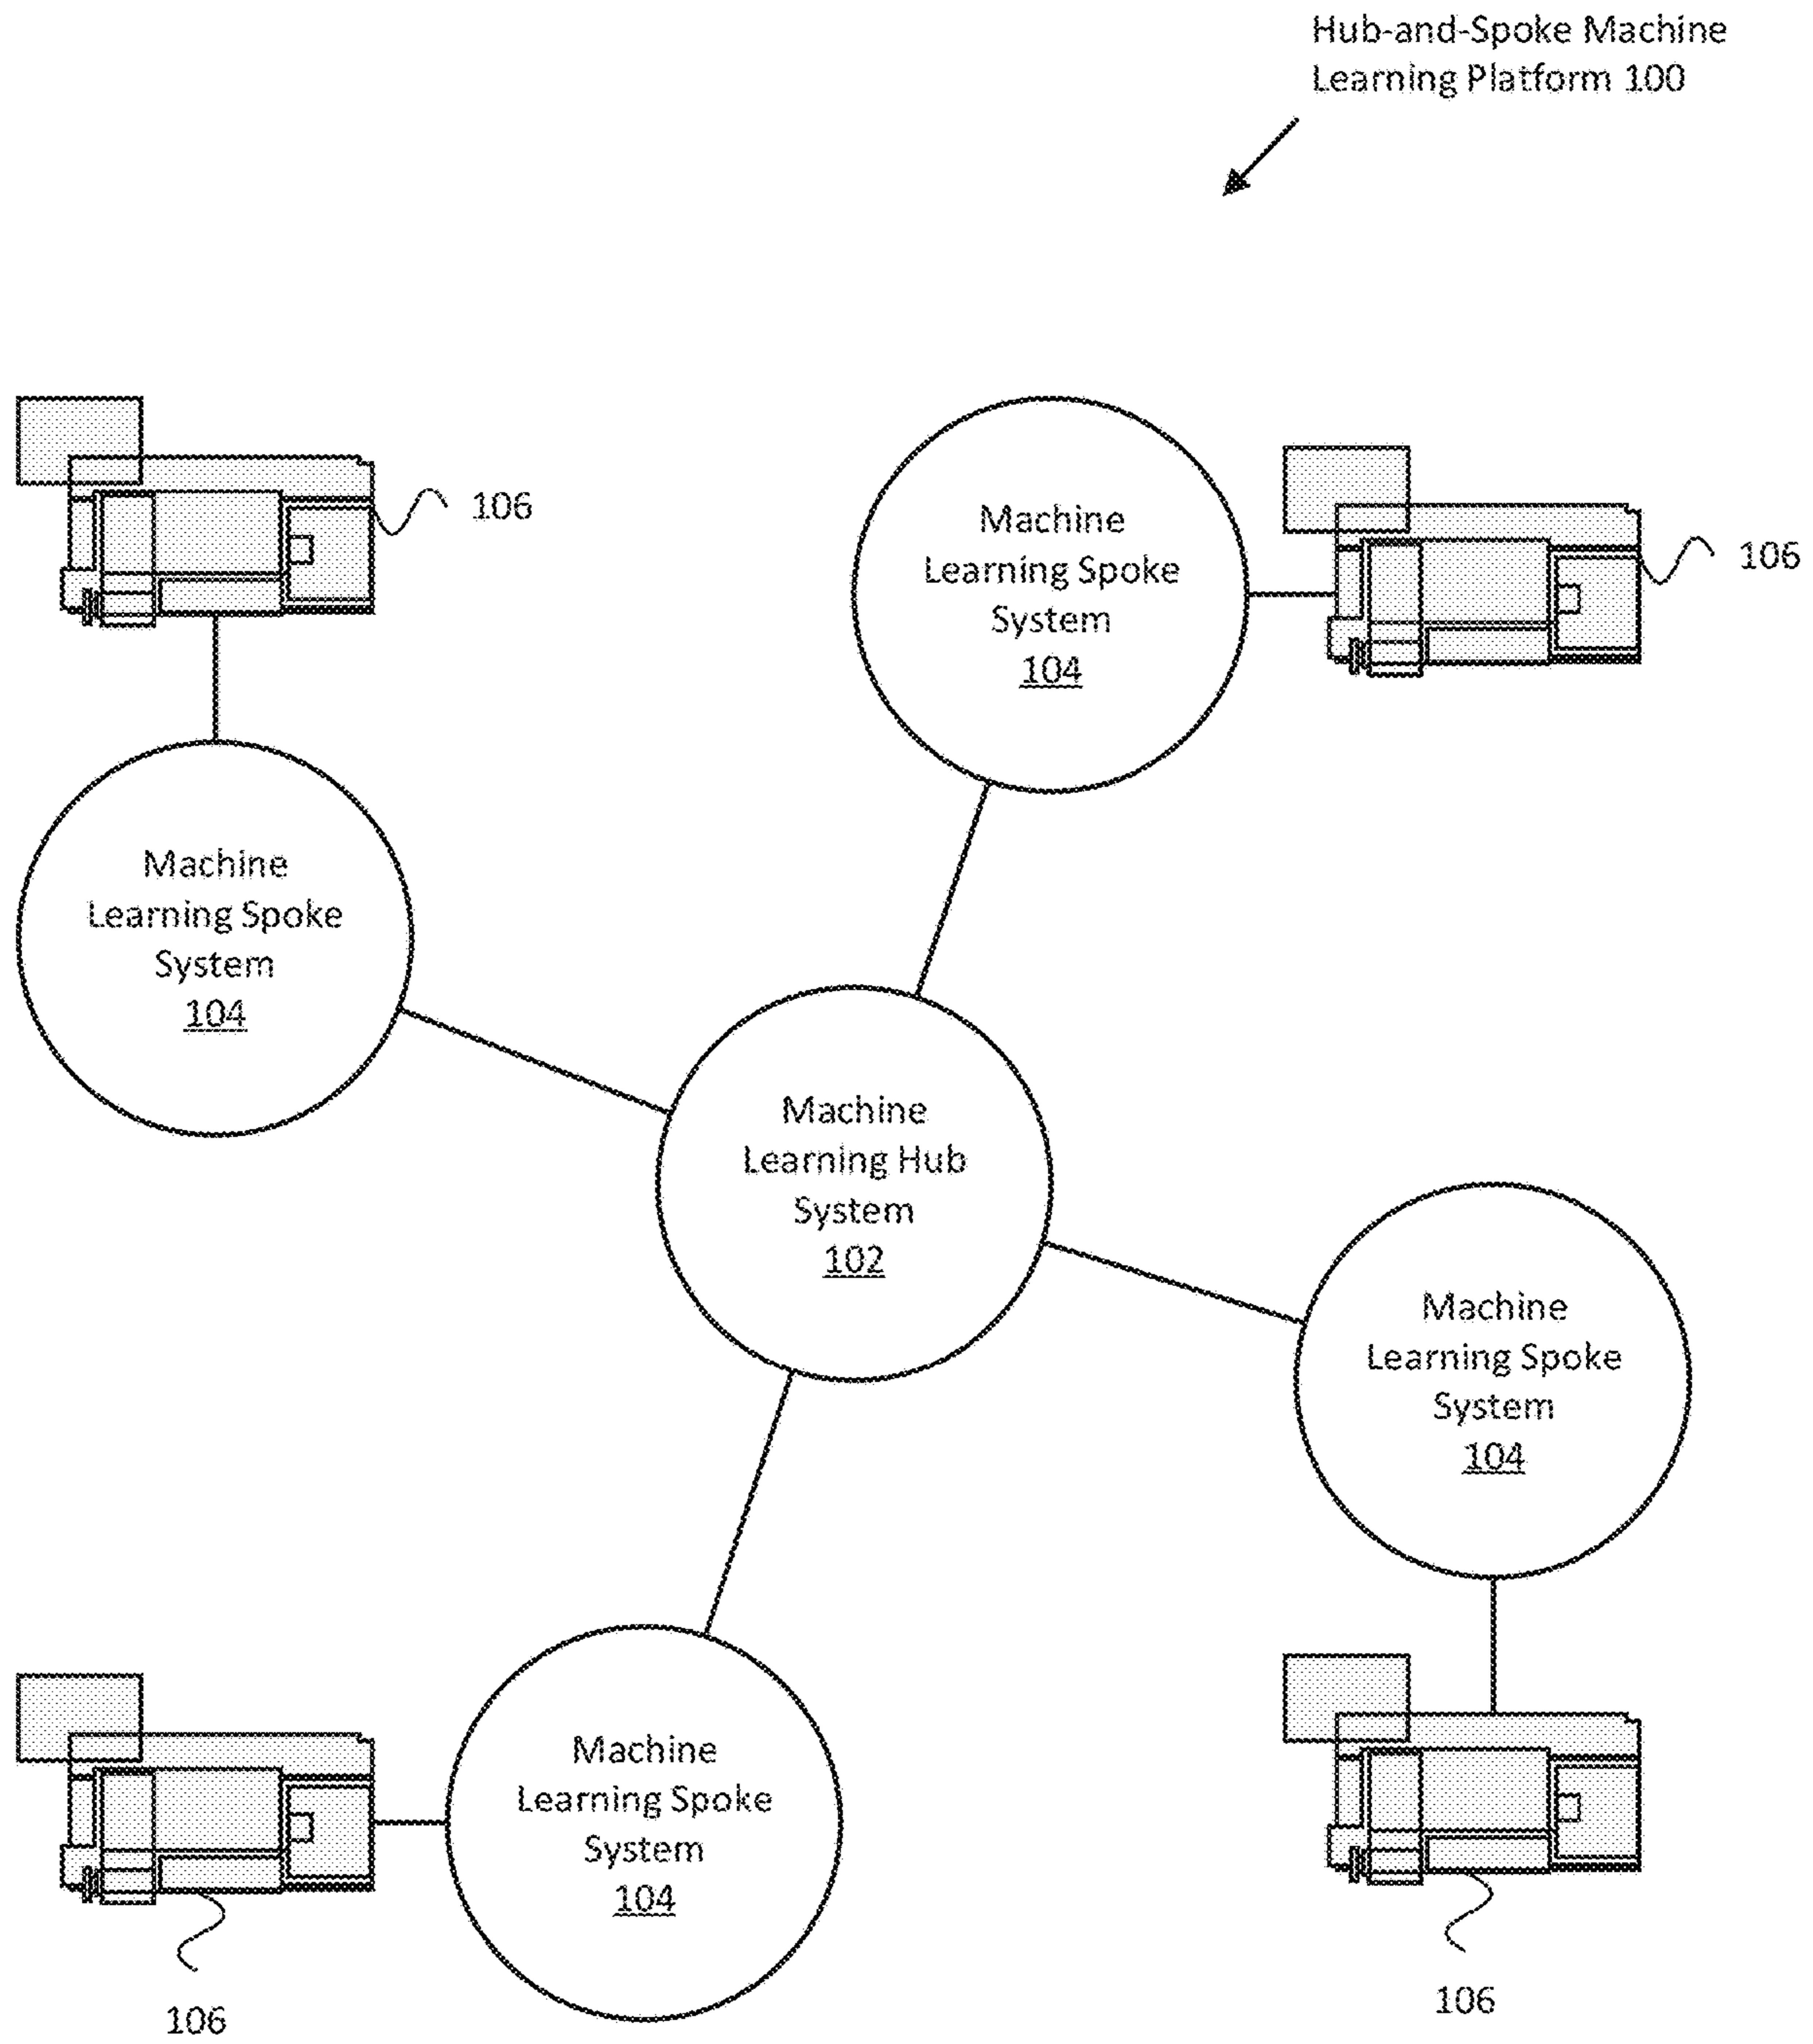 Hub-and-Spoke Machine
Learning Platform 100
106
Machine
Learning Spoke
System
104
106
Machine
Learning Spoke
System
104
Machine
Learning Hub
System
102
Machine
Learning Spoke
System
104
Machine
Learning Spoke
System
104
106
106